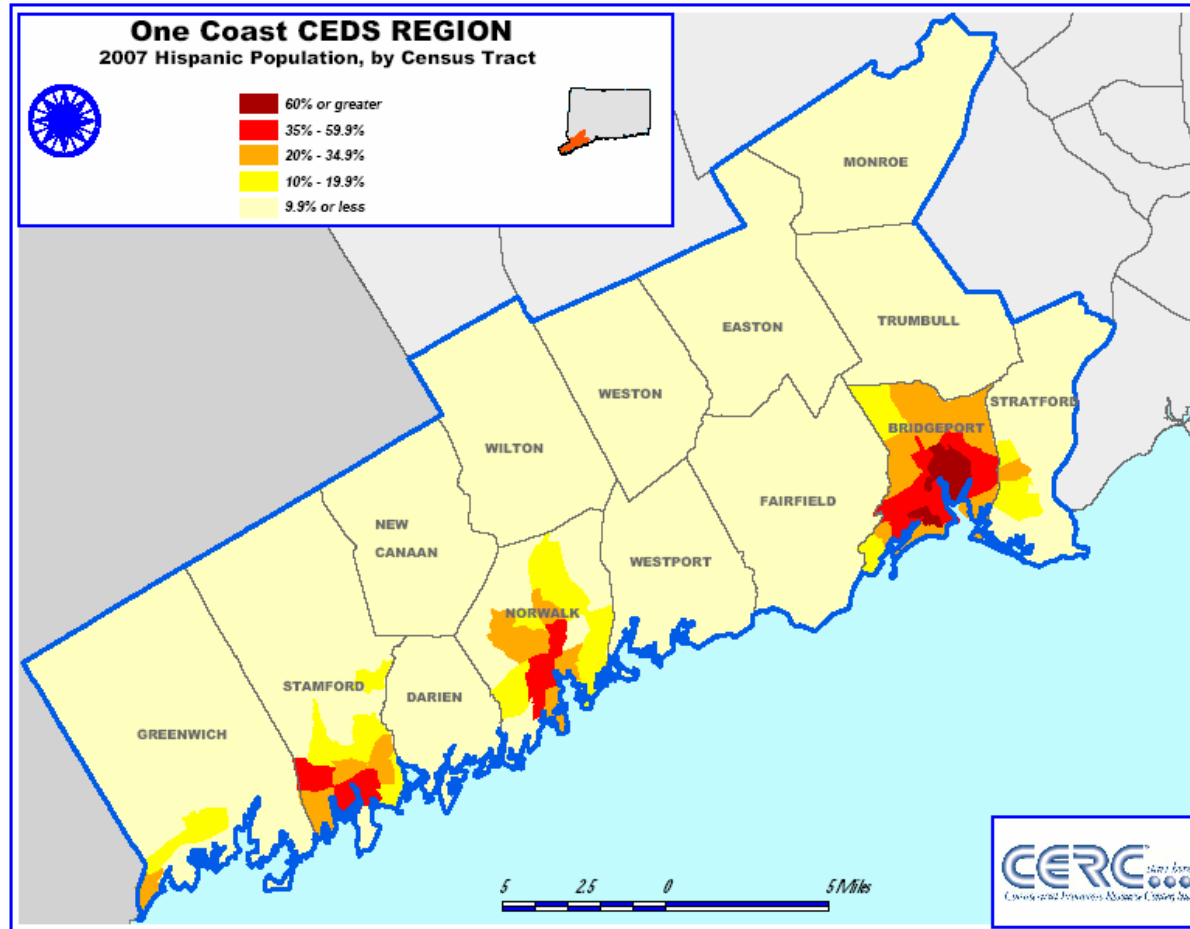 One Coast CEDS REGION
2007 Hispanic Population, by Census Tract
60% or greater
35% - 59.9%
20% - 34.9%
10% - 19.9%
9.9% or less
MONROE
TRUMBULL
EASTON
STRATFORD
WESTON
BRIDGEPORT
WILTON
FAIRFIELD
NEW
CANAAN
WESTPORT
NORWALK
STAMFORD
DARIEN
GREENWICH
5 2.5 0 5 Miles
CERC